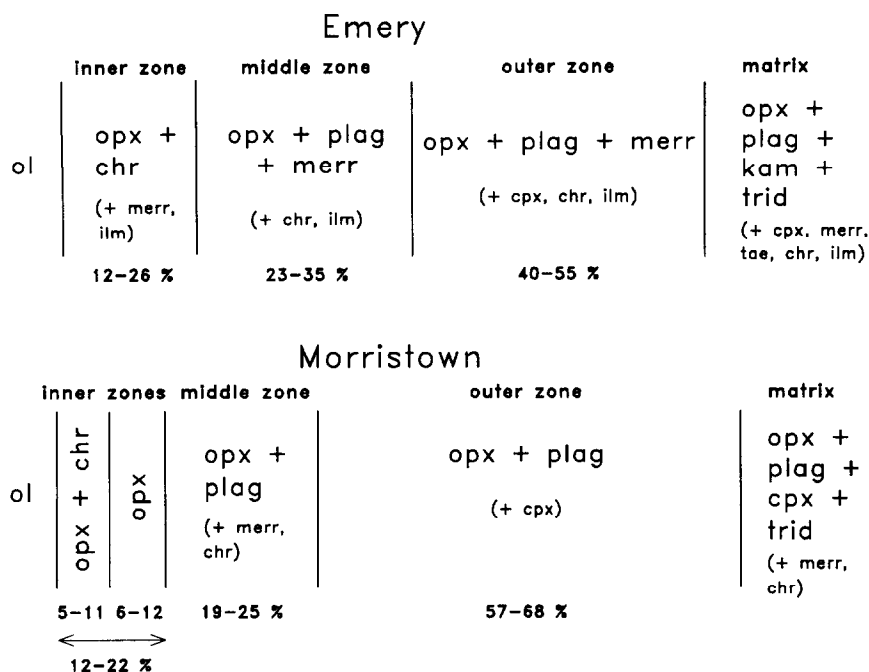 Emery
inner zone
middle zone
outer zone
matrix
ol
opx +
chr
(+ merr,
ilm)
12-26 %
opx + plag
+ merr
(+ chr, ilm)
23-35 %
opx + plag + merr
(+ cpx, chr, ilm)
40-55 %
opx +
plag +
kam +
trid
(+ cpx, merr,
tae, chr, ilm)
Morristown
inner zones
middle zone
outer zone
matrix
ol
opx + chr
5-11
opx
6-12
12-22 %
opx +
plag
(+ merr,
chr)
19-25 %
opx + plag
(+ cpx)
57-68 %
opx +
plag +
cpx +
trid
(+ merr,
chr)